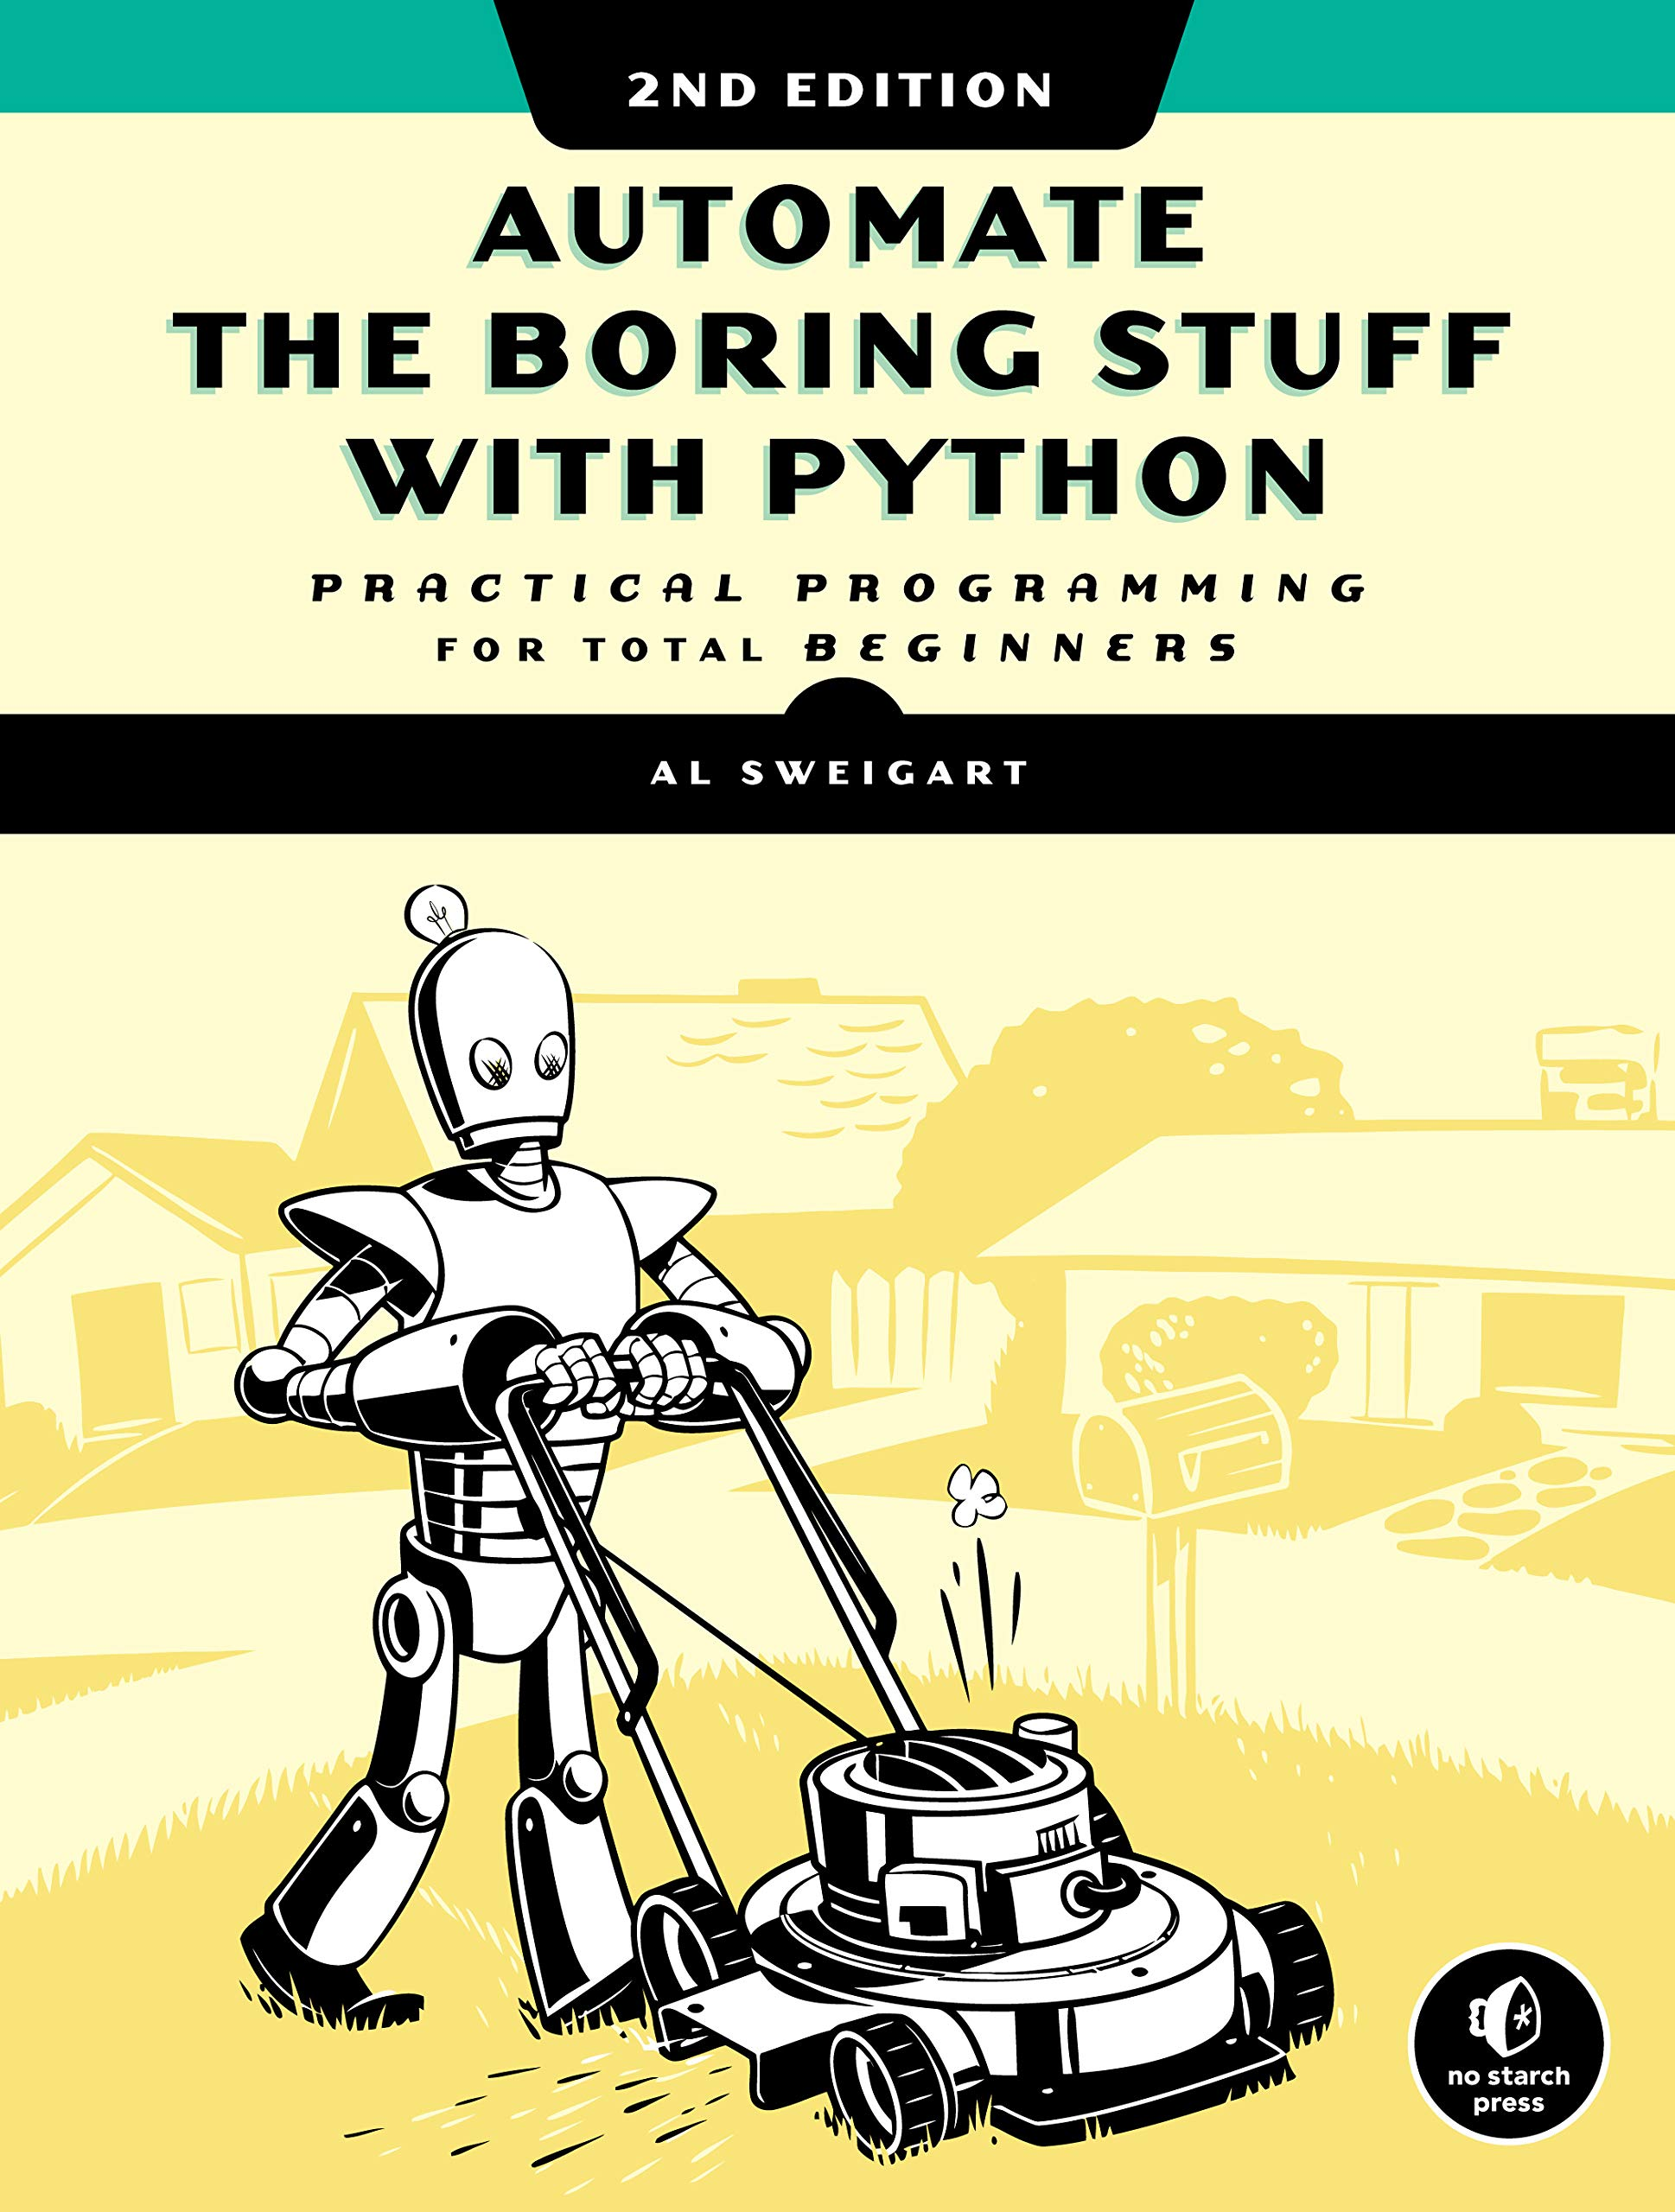 2ND EDITION
AUTOMATE
THE BORING STUFF
WITH PYTHON
PRACTICAL PROGRAMMING
FOR TOTAL BEGINNERS
AL SWEIGART
no starch
press